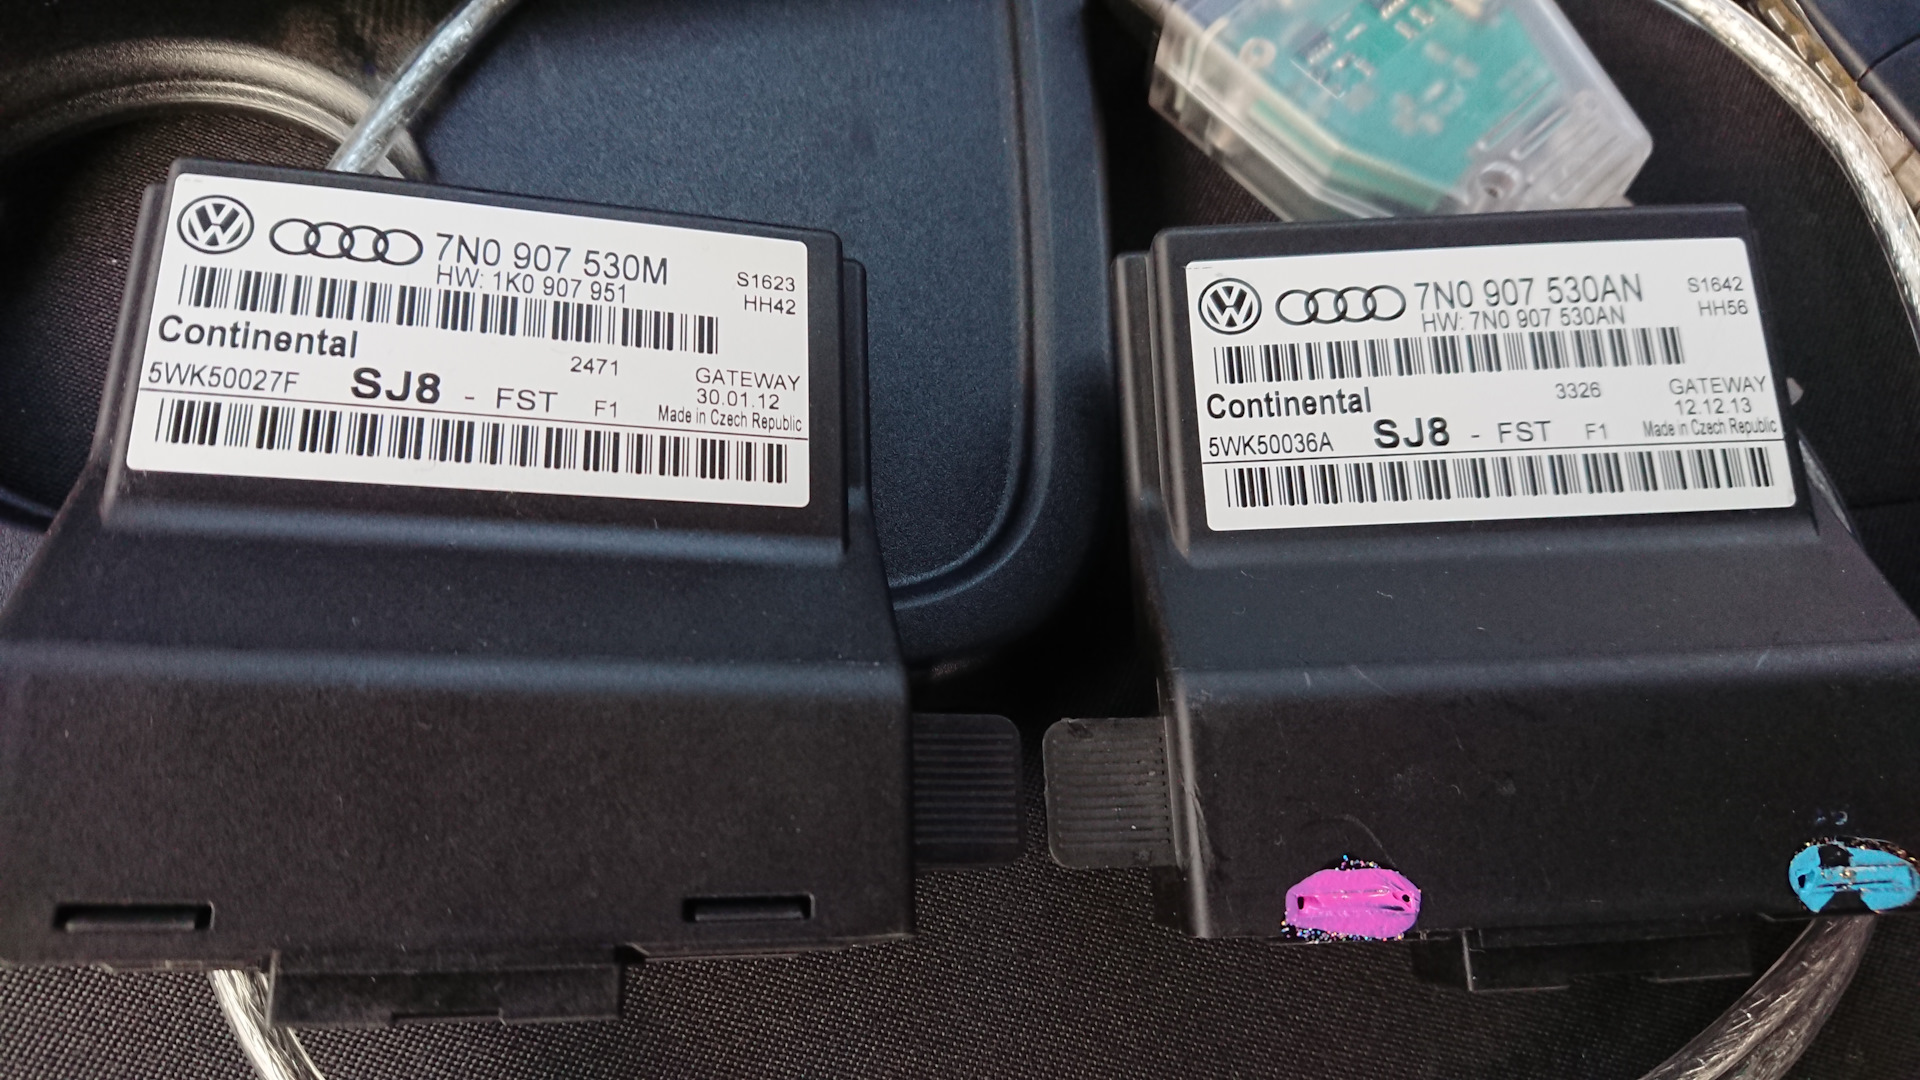 7N0 907 530M
HW: 1K0 907 951
S1623
HH42
Continental
2471
GATEWAY
30.01.12
5WK50027F SJ8 - FST F1 Made in Czech Republic
7N0 907 530AN
HW: 7N0 907 530AN
S1642
HH56
Continental
3326
GATEWAY
12.12.13
5WK50036A SJ8 - FST F1 Made in Czech Republic